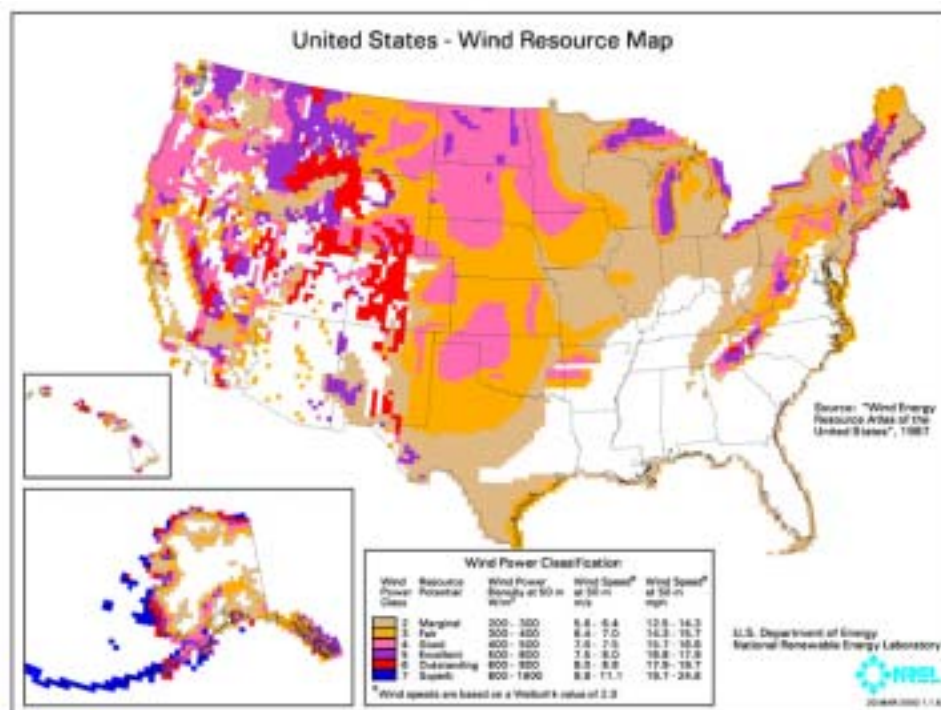 United States - Wind Resource Map
Source: "Wind Energy
Resource Atlas of the
United States", 1987
Wind Power Classification
Wind Power Class
Resource Potential
Wind Power Density at 50 m W/m²
Wind Speedᵃ at 50 m m/s
Wind Speedᵃ at 50 m mph
2 Marginal 200 - 300 5.6 - 6.4 12.5 - 14.3
3 Fair 300 - 400 6.4 - 7.0 14.3 - 15.7
4 Good 400 - 500 7.0 - 7.5 15.7 - 16.8
5 Excellent 500 - 600 7.5 - 8.0 16.8 - 17.9
6 Outstanding 600 - 800 8.0 - 8.8 17.9 - 19.7
7 Superb 800 - 1600 8.8 - 11.1 19.7 - 24.8
ᵃ Wind speeds are based on a Weibull k value of 2.0
U.S. Department of Energy
National Renewable Energy Laboratory
NREL